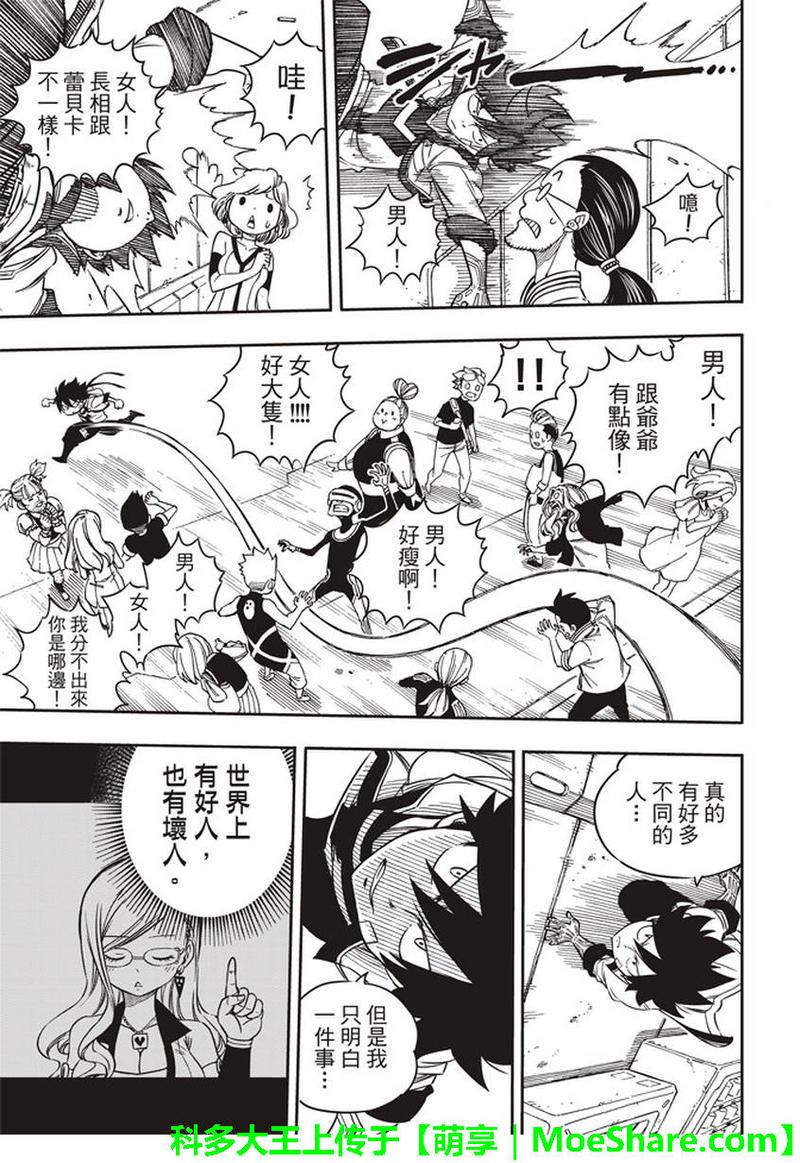 シャーーー…
噫！
男人！
哇！
女人！
長相跟
蕾貝卡
不一樣！
男人！
跟爺爺
有點像！
！！
女人!!!!
好大隻！
男人！
好瘦啊！
男人！
女人！
我分不出來
你是哪邊！
真的
有好多
不同的
人…
但是我
只明白
一件事…
世界上
有好人，
也有壞人。
科多大王上传子【萌享｜MoeShare.com】